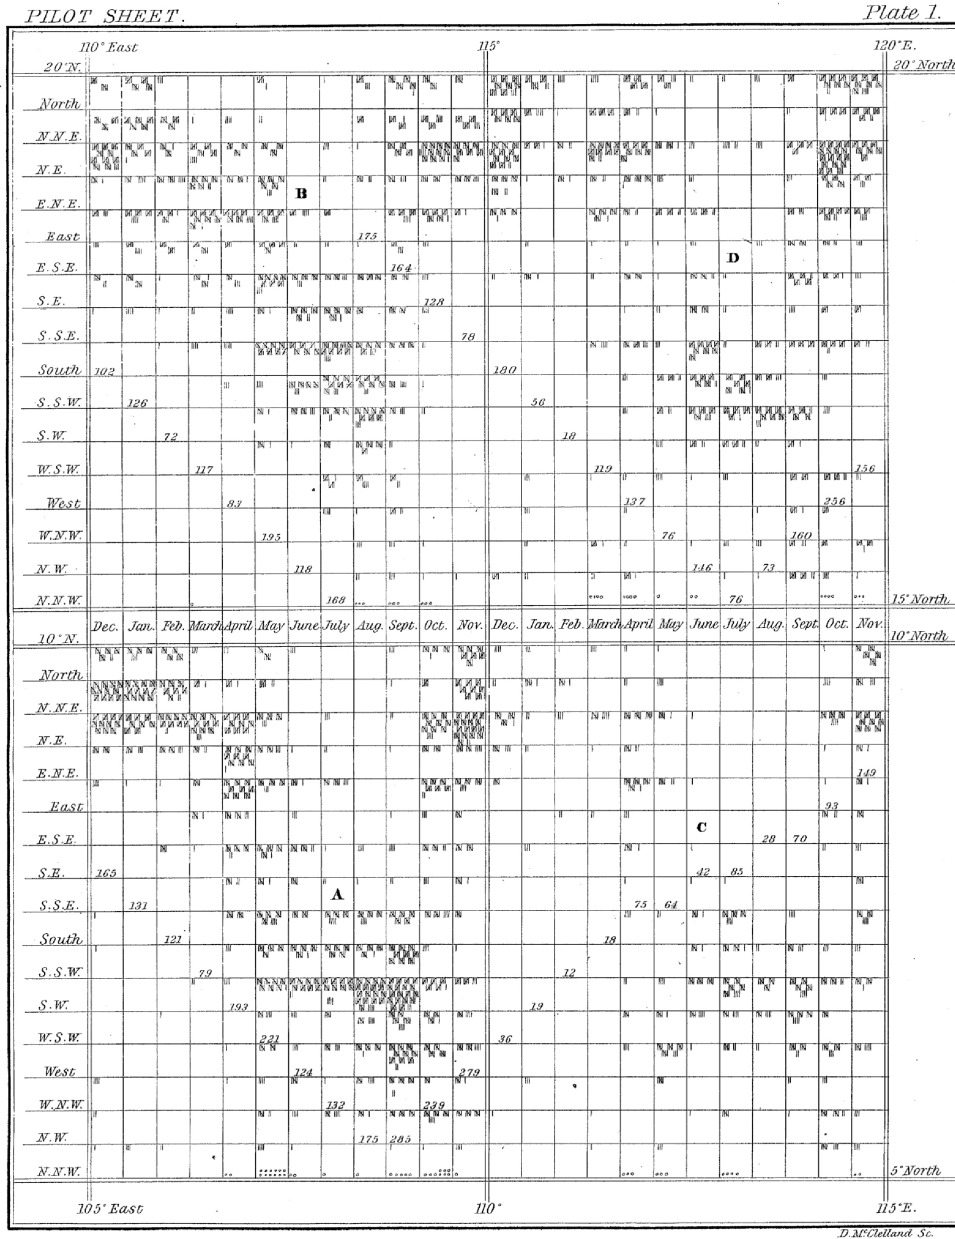 PILOT SHEET. Plate 1.
110° East 115° 120° E.
20° N. 20° North
North
N.N.E.
N.E.
E.N.E. B
East 175
E.S.E. 164 D
S.E. 128
S.S.E. 78
South 102 180
S.S.W. 126 56
S.W. 72 18
W.S.W. 117 119 156
West 83 137 256
W.N.W. 195 76 160
N.W. 118 146 73
N.N.W. 168 76 15° North
Dec. Jan. Feb. March April May June July Aug. Sept. Oct. Nov. Dec. Jan. Feb. March April May June July Aug. Sept. Oct. Nov.
10° N. 10° North
North
N.N.E.
N.E.
E.N.E. 149
East 93
E.S.E. C 28 70
S.E. 165 42 85
S.S.E. 131 A 75 64
South 121 18
S.S.W. 79 12
S.W. 193 19
W.S.W. 221 36
West 124 279
W.N.W. 132 239
N.W. 175 285
N.N.W. 5° North
105° East 110° 115° E.
D. McClelland Sc.